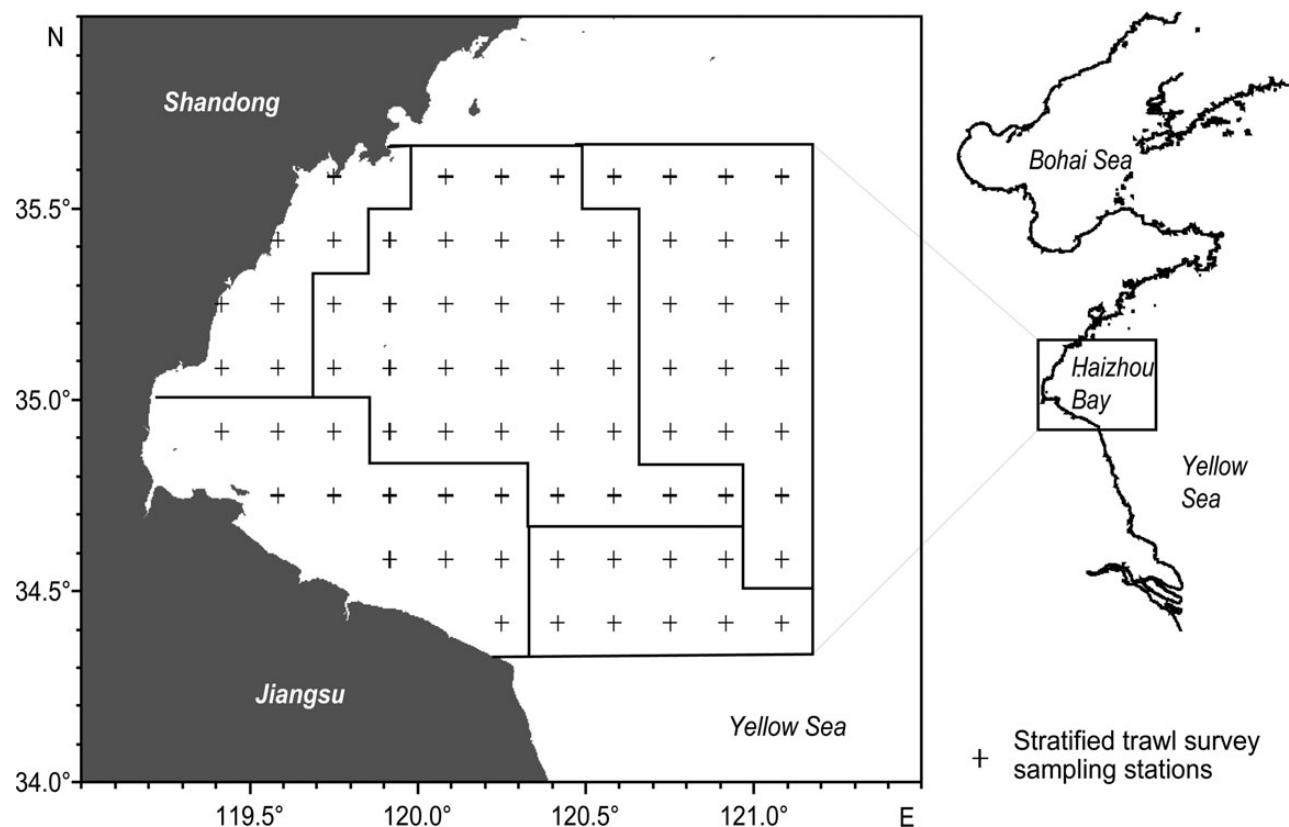 N
Shandong
35.5°
35.0°
34.5°
34.0°
Jiangsu
Yellow Sea
119.5°
120.0°
120.5°
121.0°
E
Bohai Sea
Haizhou
Bay
Yellow
Sea
Stratified trawl survey
sampling stations